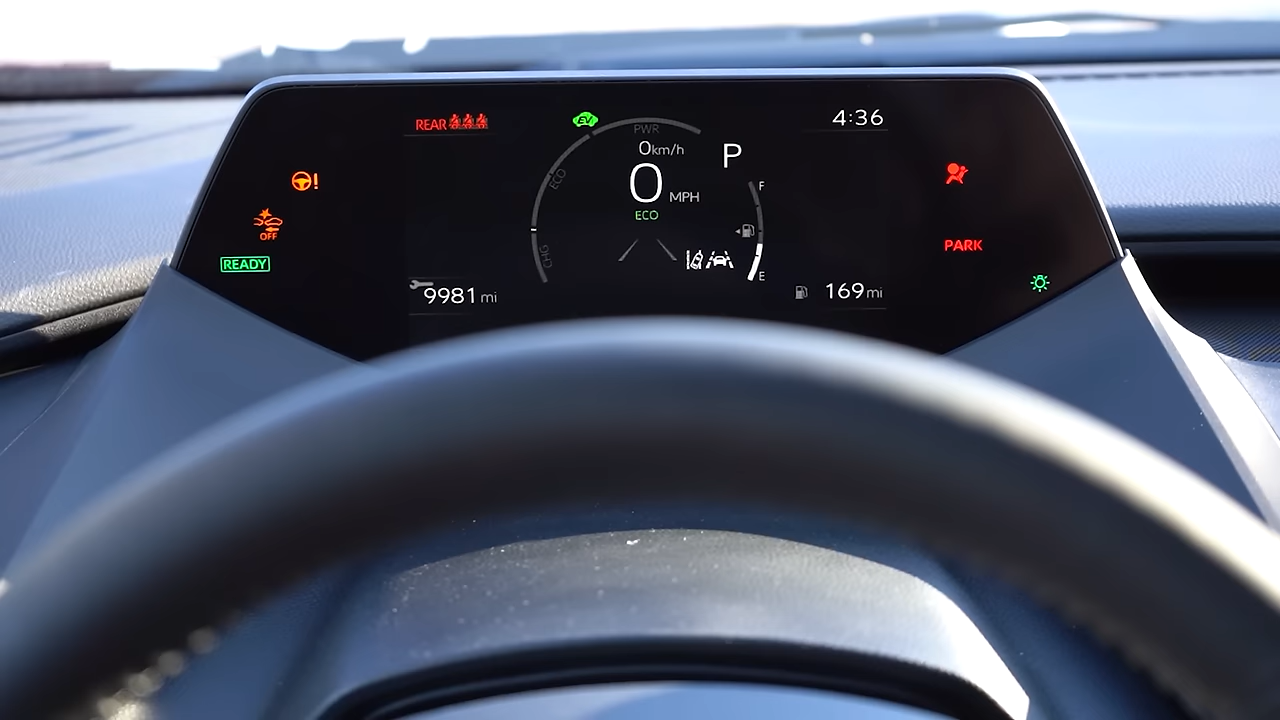 REAR
EV
PWR
4:36
0km/h
P
0 MPH
ECO
ECO
F
OFF
PARK
READY
CHG
E
9981 mi
169 mi